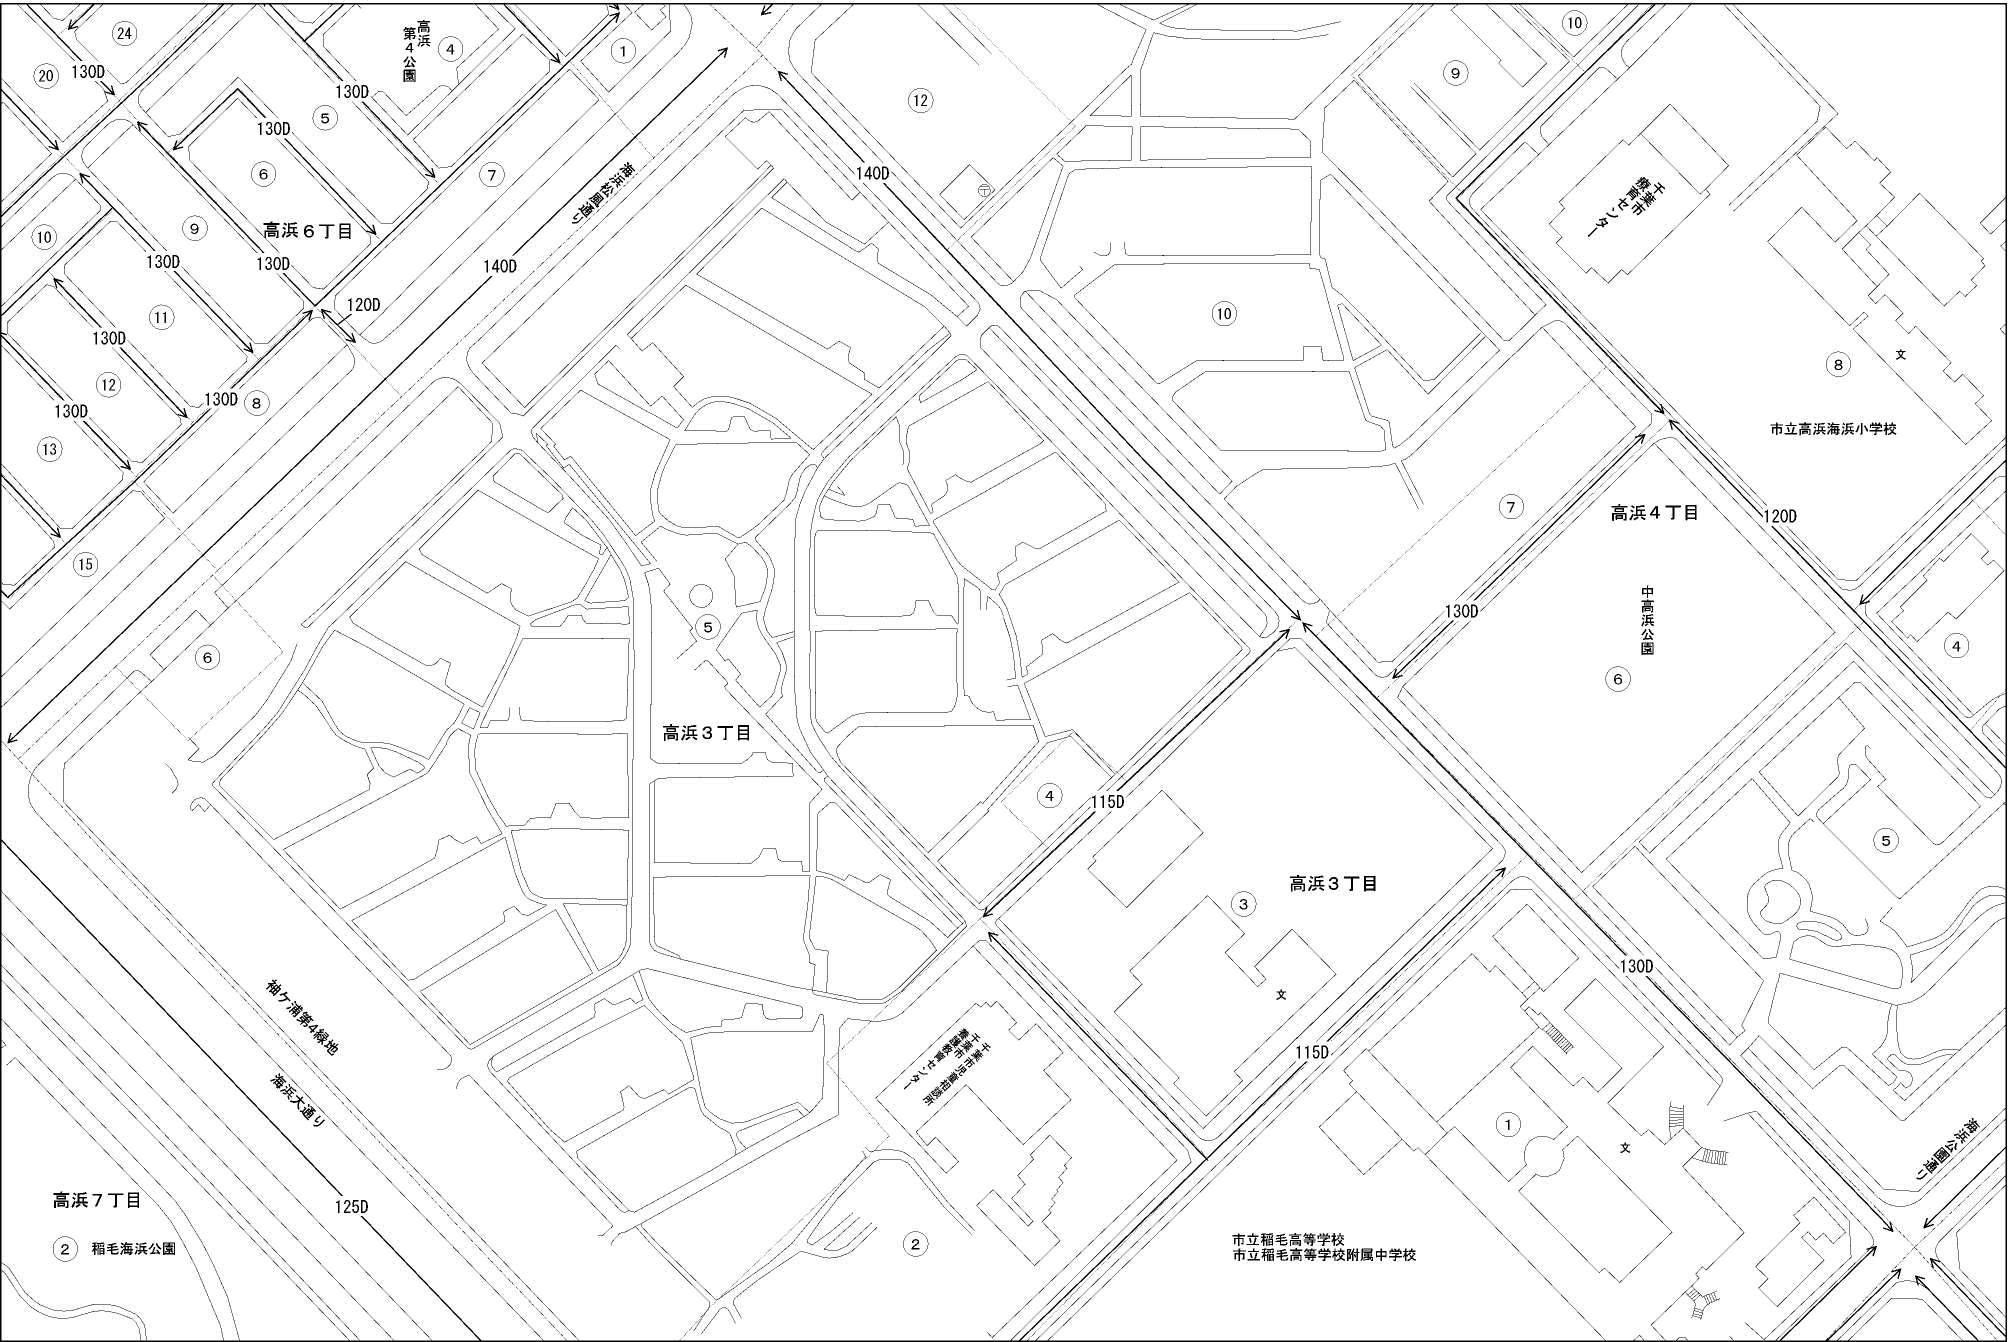 24
20
130D
高浜
第4公園
4
1
130D
5
130D
6
7
9
高浜6丁目
130D
10
130D
11
130D
12
130D
13
130D
8
15
120D
140D
海浜松風通り
140D
12
〒
10
9
10
千葉市
療育センター
8
文
市立高浜海浜小学校
7
高浜4丁目
120D
130D
中高浜公園
6
4
5
5
6
高浜3丁目
4
115D
高浜3丁目
3
文
130D
115D
袖ケ浦第4緑地
海浜大通り
千葉市児童相談所
千葉市
養護教育センター
1
文
海浜公園通り
125D
高浜7丁目
2 稲毛海浜公園
2
市立稲毛高等学校
市立稲毛高等学校附属中学校